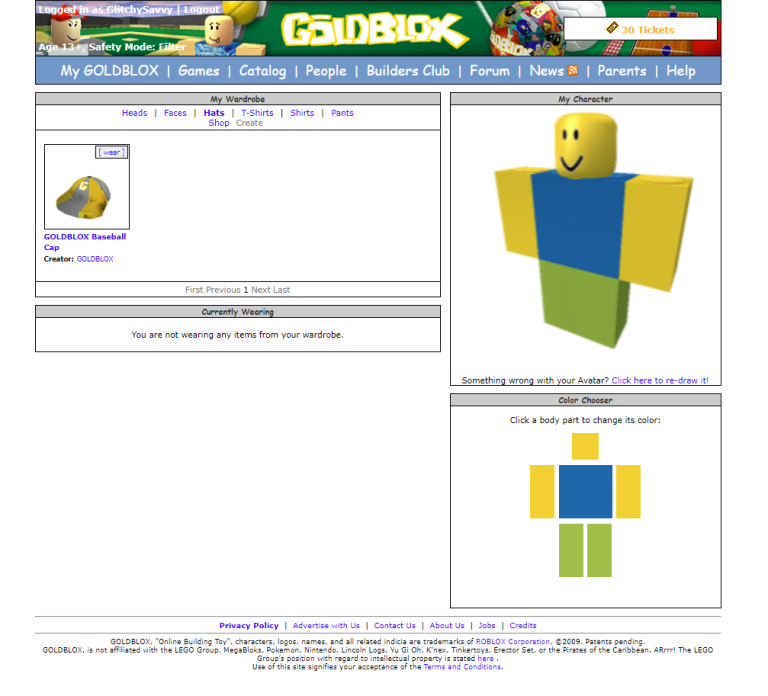 Logged in as GlitchySavvy | Logout
GOLDBLOX
30 Tickets
Age 13+, Safety Mode: Filter
My GOLDBLOX | Games | Catalog | People | Builders Club | Forum | News | Parents | Help
My Wardrobe
Heads | Faces | Hats | T-Shirts | Shirts | Pants
Shop Create
[ wear ]
G
GOLDBLOX Baseball
Cap
Creator: GOLDBLOX
First Previous 1 Next Last
Currently Wearing
You are not wearing any items from your wardrobe.
My Character
Something wrong with your Avatar? Click here to re-draw it!
Color Chooser
Click a body part to change its color:
Privacy Policy | Advertise with Us | Contact Us | About Us | Jobs | Credits
GOLDBLOX, "Online Building Toy", characters, logos, names, and all related indicia are trademarks of ROBLOX Corporation, ©2009. Patents pending.
GOLDBLOX. is not affiliated with the LEGO Group, MegaBloks, Pokemon, Nintendo, Lincoln Logs, Yu Gi Oh, K'nex, Tinkertoys, Erector Set, or the Pirates of the Caribbean. ARrrr! The LEGO
Group's position with regard to intellectual property is stated here .
Use of this site signifies your acceptance of the Terms and Conditions.